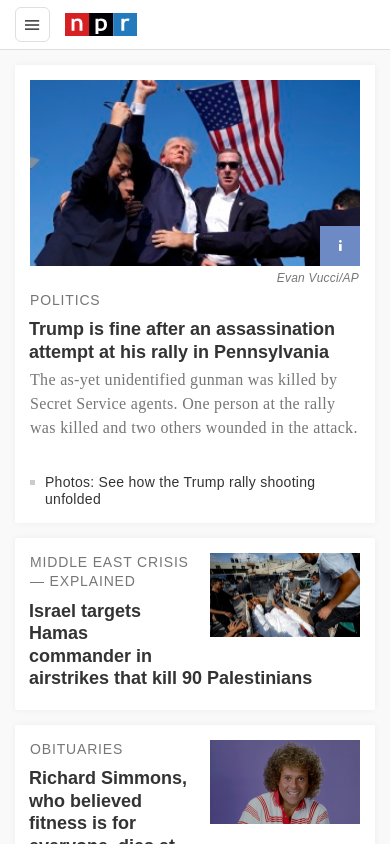 npr
Evan Vucci/AP
POLITICS
Trump is fine after an assassination
attempt at his rally in Pennsylvania
The as-yet unidentified gunman was killed by
Secret Service agents. One person at the rally
was killed and two others wounded in the attack.
Photos: See how the Trump rally shooting
unfolded
MIDDLE EAST CRISIS
— EXPLAINED
Israel targets
Hamas
commander in
airstrikes that kill 90 Palestinians
OBITUARIES
Richard Simmons,
who believed
fitness is for
everyone, dies at